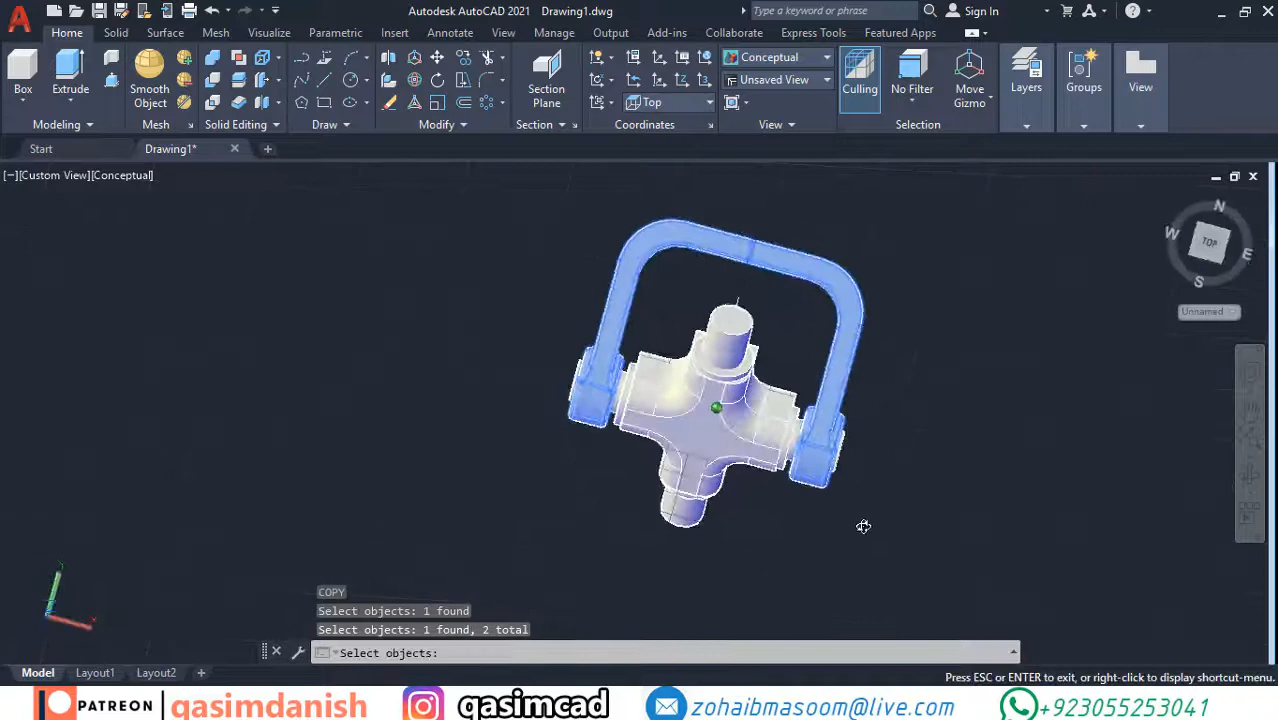 Autodesk AutoCAD 2021 Drawing1.dwg Type a keyword or phrase Sign In
Home Solid Surface Mesh Visualize Parametric Insert Annotate View Manage Output Add-ins Collaborate Express Tools Featured Apps
Conceptual
Unsaved View
Top
Box Extrude Smooth Object Section Plane Culling No Filter Move Gizmo Layers Groups View
Modeling Mesh Solid Editing Draw Modify Section Coordinates View Selection
Start Drawing1*
[−][Custom View][Conceptual]
N
W TOP E
S
Unnamed
COPY
Select objects: 1 found
Select objects: 1 found, 2 total
Select objects:
Model Layout1 Layout2
Press ESC or ENTER to exit, or right-click to display shortcut-menu.
PATREON qasimdanish qasimcad zohaibmasoom@live.com +923055253041